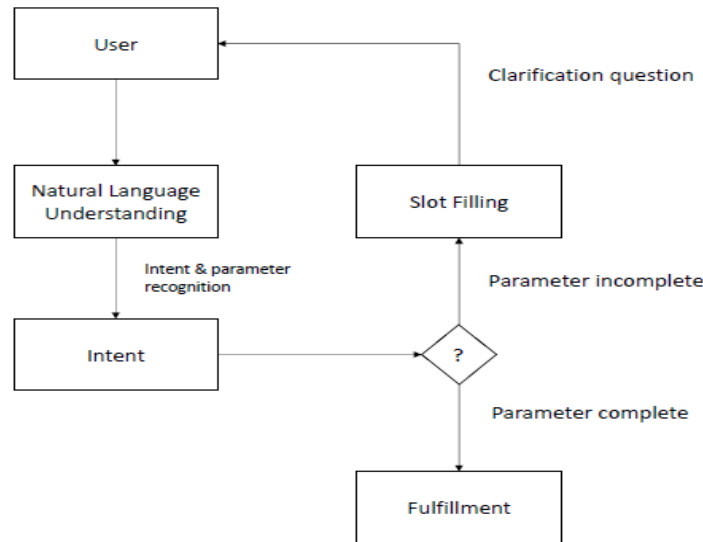 User
Clarification question
Natural Language
Understanding
Slot Filling
Intent & parameter
recognition
Parameter incomplete
Intent
?
Parameter complete
Fulfillment